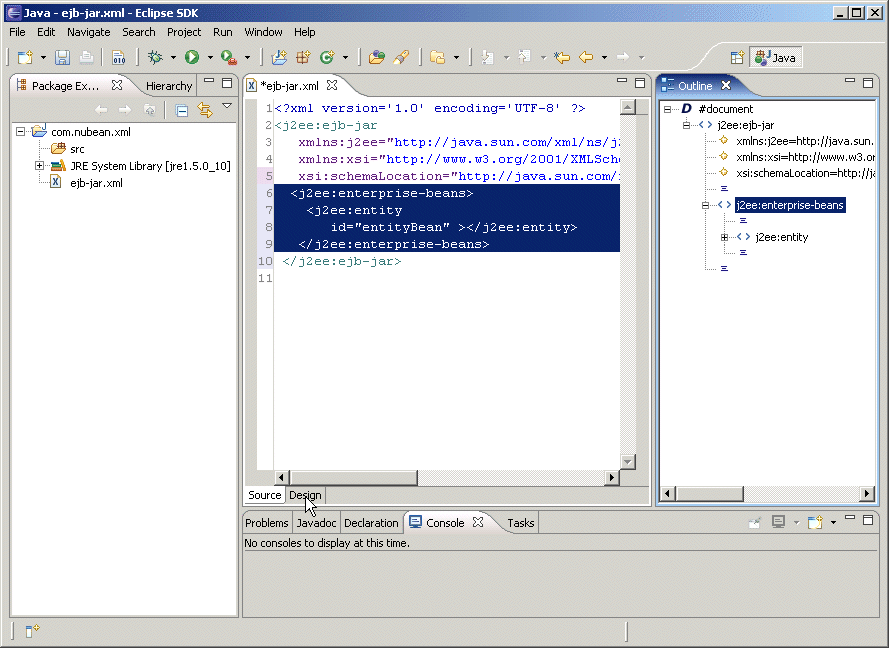 Java - ejb-jar.xml - Eclipse SDK
File Edit Navigate Search Project Run Window Help
Java
Package Ex... Hierarchy
com.nubean.xml
src
JRE System Library [jre1.5.0_10]
ejb-jar.xml
*ejb-jar.xml
1 <?xml version='1.0' encoding='UTF-8' ?>
2 <j2ee:ejb-jar
3 xmlns:j2ee="http://java.sun.com/xml/ns/j2
4 xmlns:xsi="http://www.w3.org/2001/XMLSche
5 xsi:schemaLocation="http://java.sun.com/
6 <j2ee:enterprise-beans>
7 <j2ee:entity
8 id="entityBean" ></j2ee:entity>
9 </j2ee:enterprise-beans>
10 </j2ee:ejb-jar>
11
Source Design
Outline
#document
j2ee:ejb-jar
xmlns:j2ee=http://java.sun.
xmlns:xsi=http://www.w3.or
xsi:schemaLocation=http://ja
j2ee:enterprise-beans
j2ee:entity
Problems Javadoc Declaration Console Tasks
No consoles to display at this time.